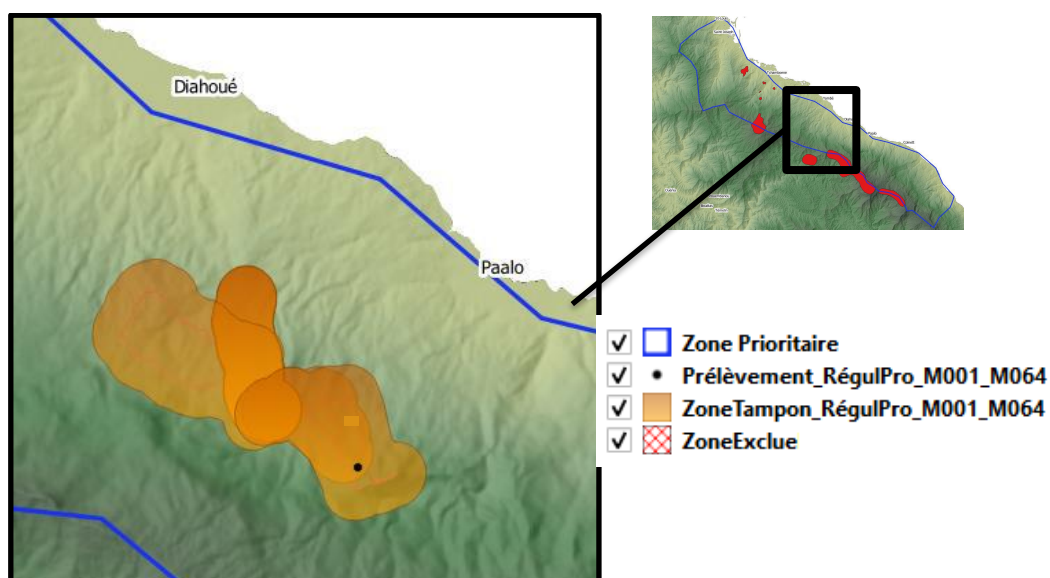 Diahoué
Paalo
Zone Prioritaire
Prélèvement_RégulPro_M001_M064
ZoneTampon_RégulPro_M001_M064
ZoneExclue